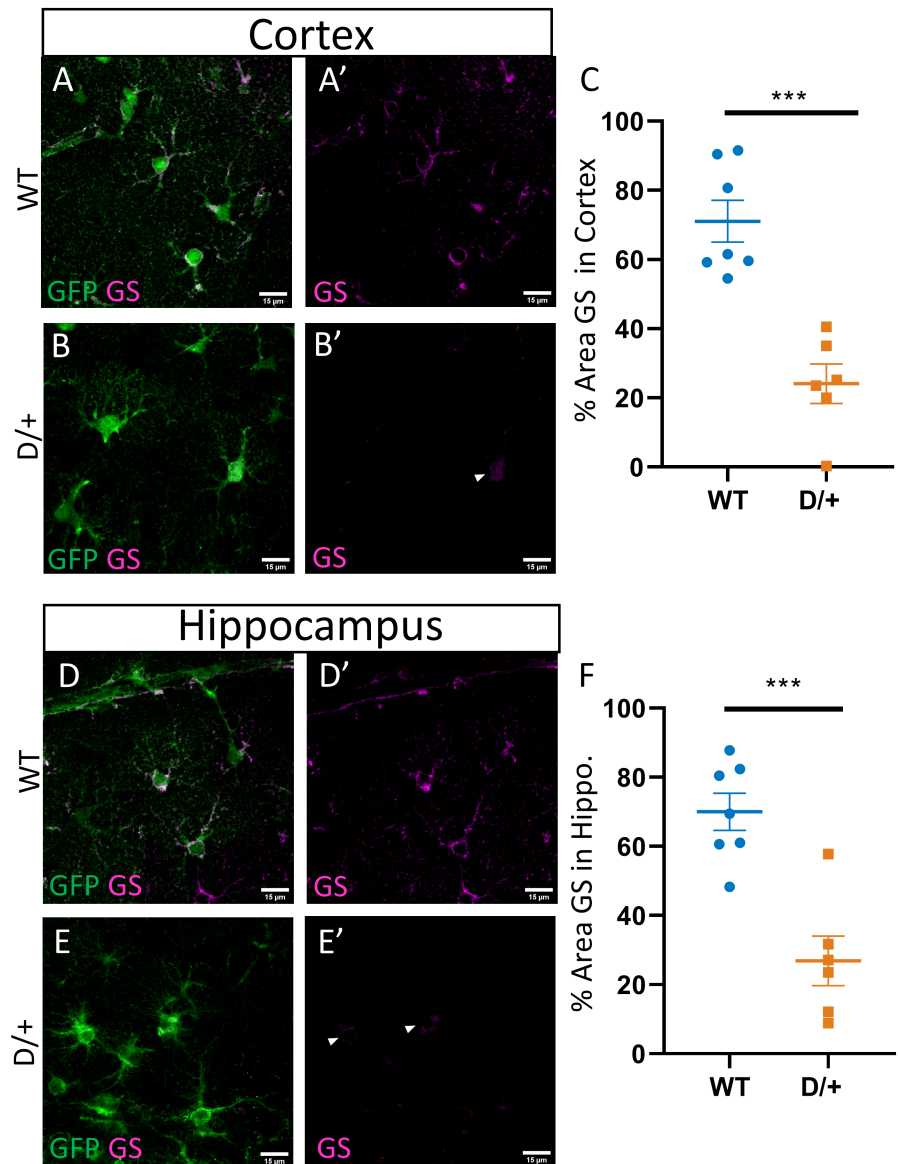 Cortex
WT
A
GFP GS
15 µm
A’
GS
15 µm
D/+
B
GFP GS
15 µm
B’
GS
15 µm
C
***
% Area GS in Cortex
100
80
60
40
20
0
WT
D/+
Hippocampus
WT
D
GFP GS
15 µm
D’
GS
15 µm
D/+
E
GFP GS
15 µm
E’
GS
15 µm
F
***
% Area GS in Hippo.
100
80
60
40
20
0
WT
D/+